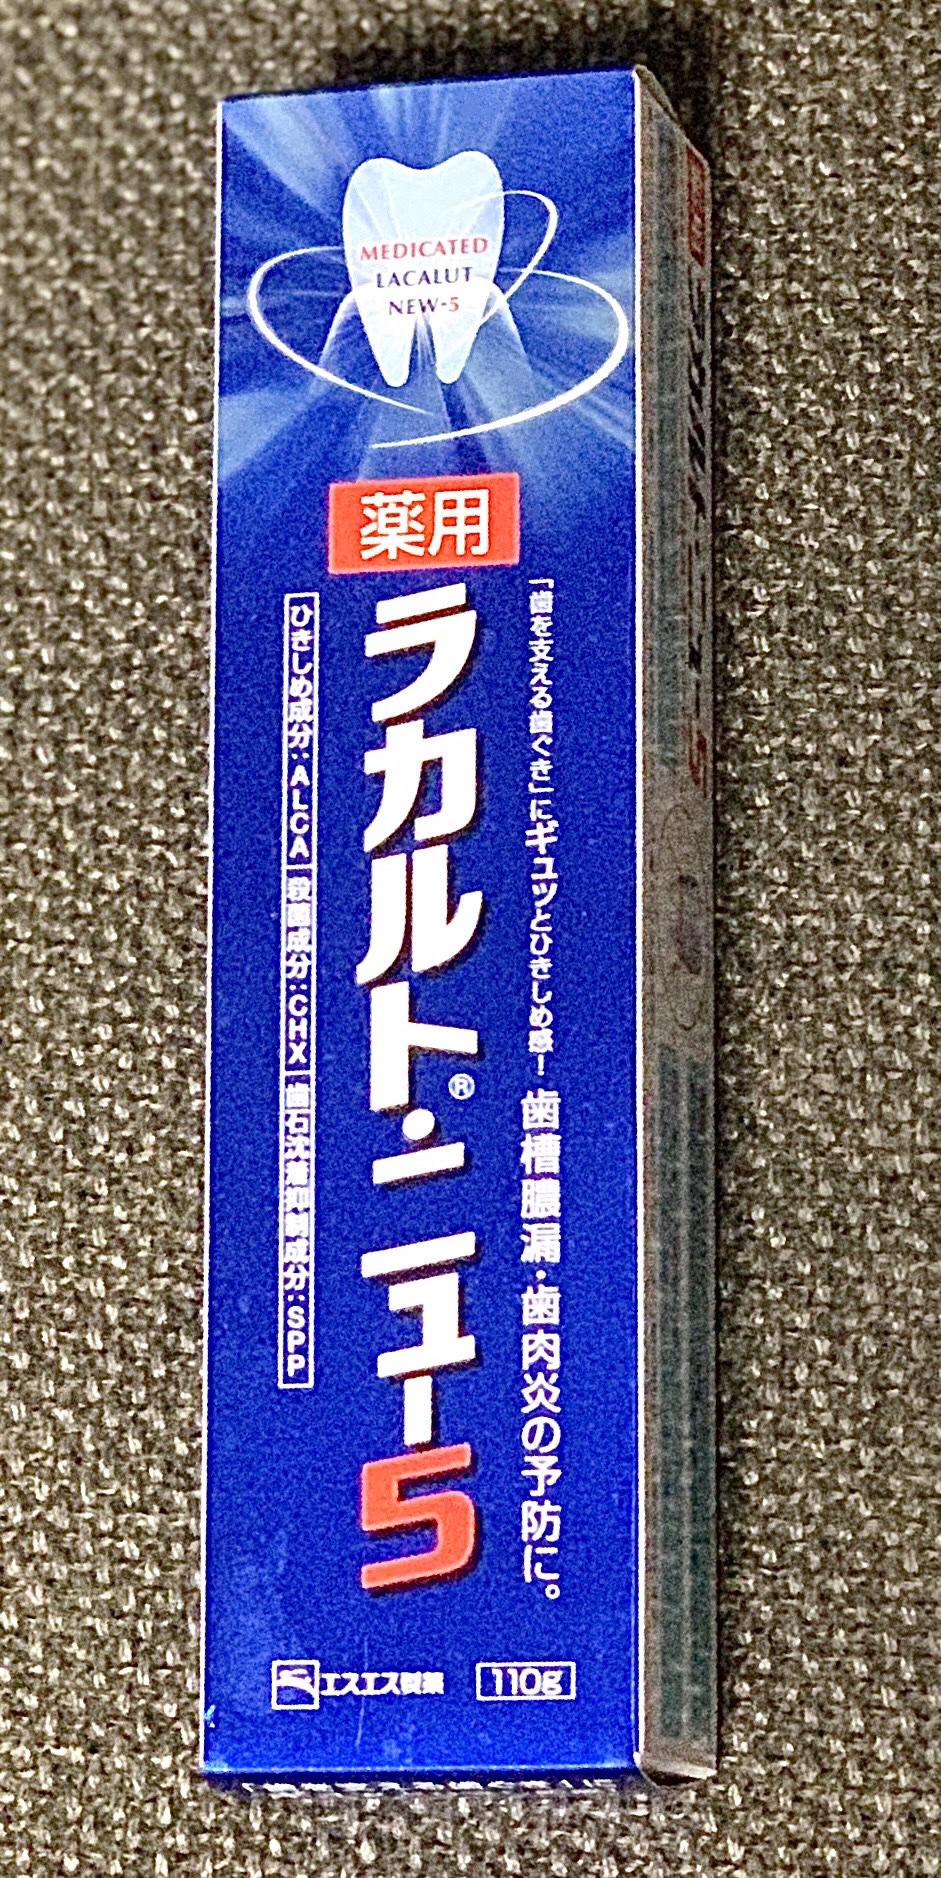 MEDICATED
LACALUT
NEW-5
薬用
「歯を支える歯ぐき」にギュッとひきしめ感！ 歯槽膿漏・歯肉炎の予防に。
ラカルト®・ニュー5
ひきしめ成分：ALCA 殺菌成分：CHX 歯石沈着抑制成分：SPP
エスエス製薬
110g